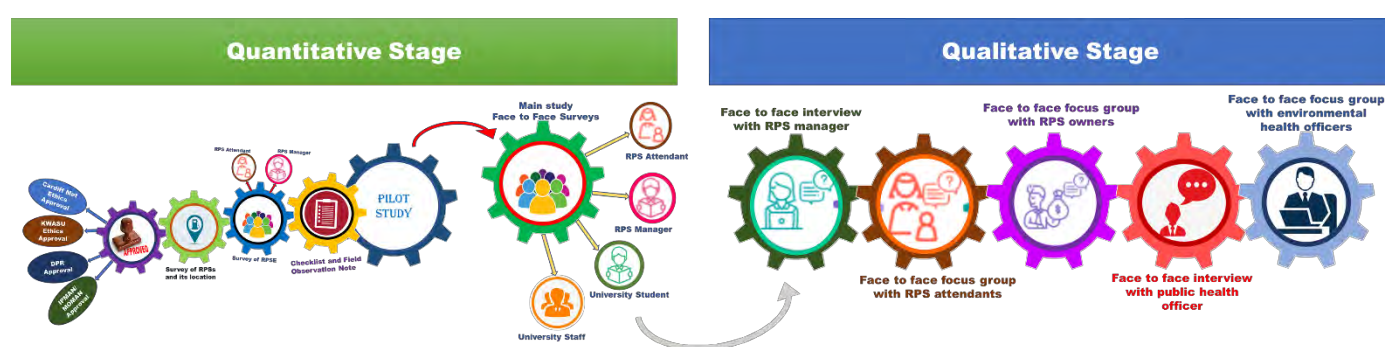 Quantitative Stage
Qualitative Stage
Cardiff Met
Ethics
Approval
KWASU
Ethics
Approval
DPR
Approval
IPMAN/
MOMAN
Approval
APPROVED
Survey of RPSs
and its location
RPS Attendant
RPS Manager
Survey of RPSE
Checklist and Field
Observation Note
PILOT
STUDY
Main study
Face to Face Surveys
RPS Attendant
RPS Manager
University Student
University Staff
Face to face interview
with RPS manager
Face to face focus group
with RPS attendants
Face to face focus group
with RPS owners
Face to face interview
with public health
officer
Face to face focus group
with environmental
health officers